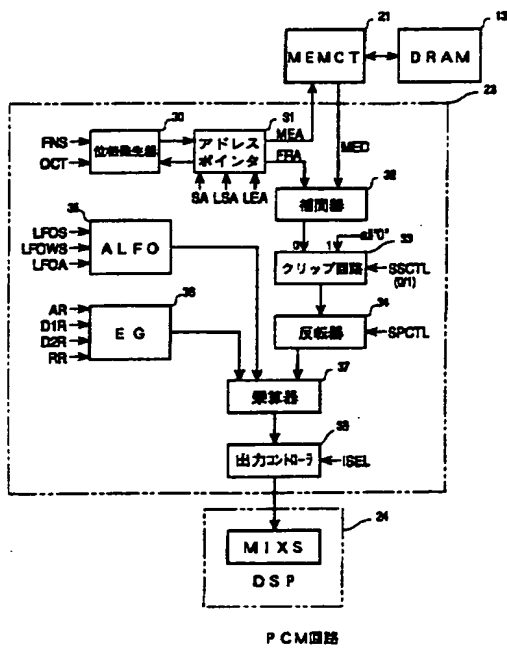 21
13
MEMCT
DRAM
23
30
31
FNS
OCT
位相発生器
アドレス
ポインタ
MEA
FRA
MED
SA LSA LEA
32
補間器
35
LFOS
LFOWS
LFOA
ALFO
0
1
all"0"
33
クリップ回路
SSCTL
(0/1)
36
34
AR
D1R
D2R
RR
EG
反転器
SPCTL
37
乗算器
38
出力コントローラ
ISEL
24
MIXS
DSP
PCM回路